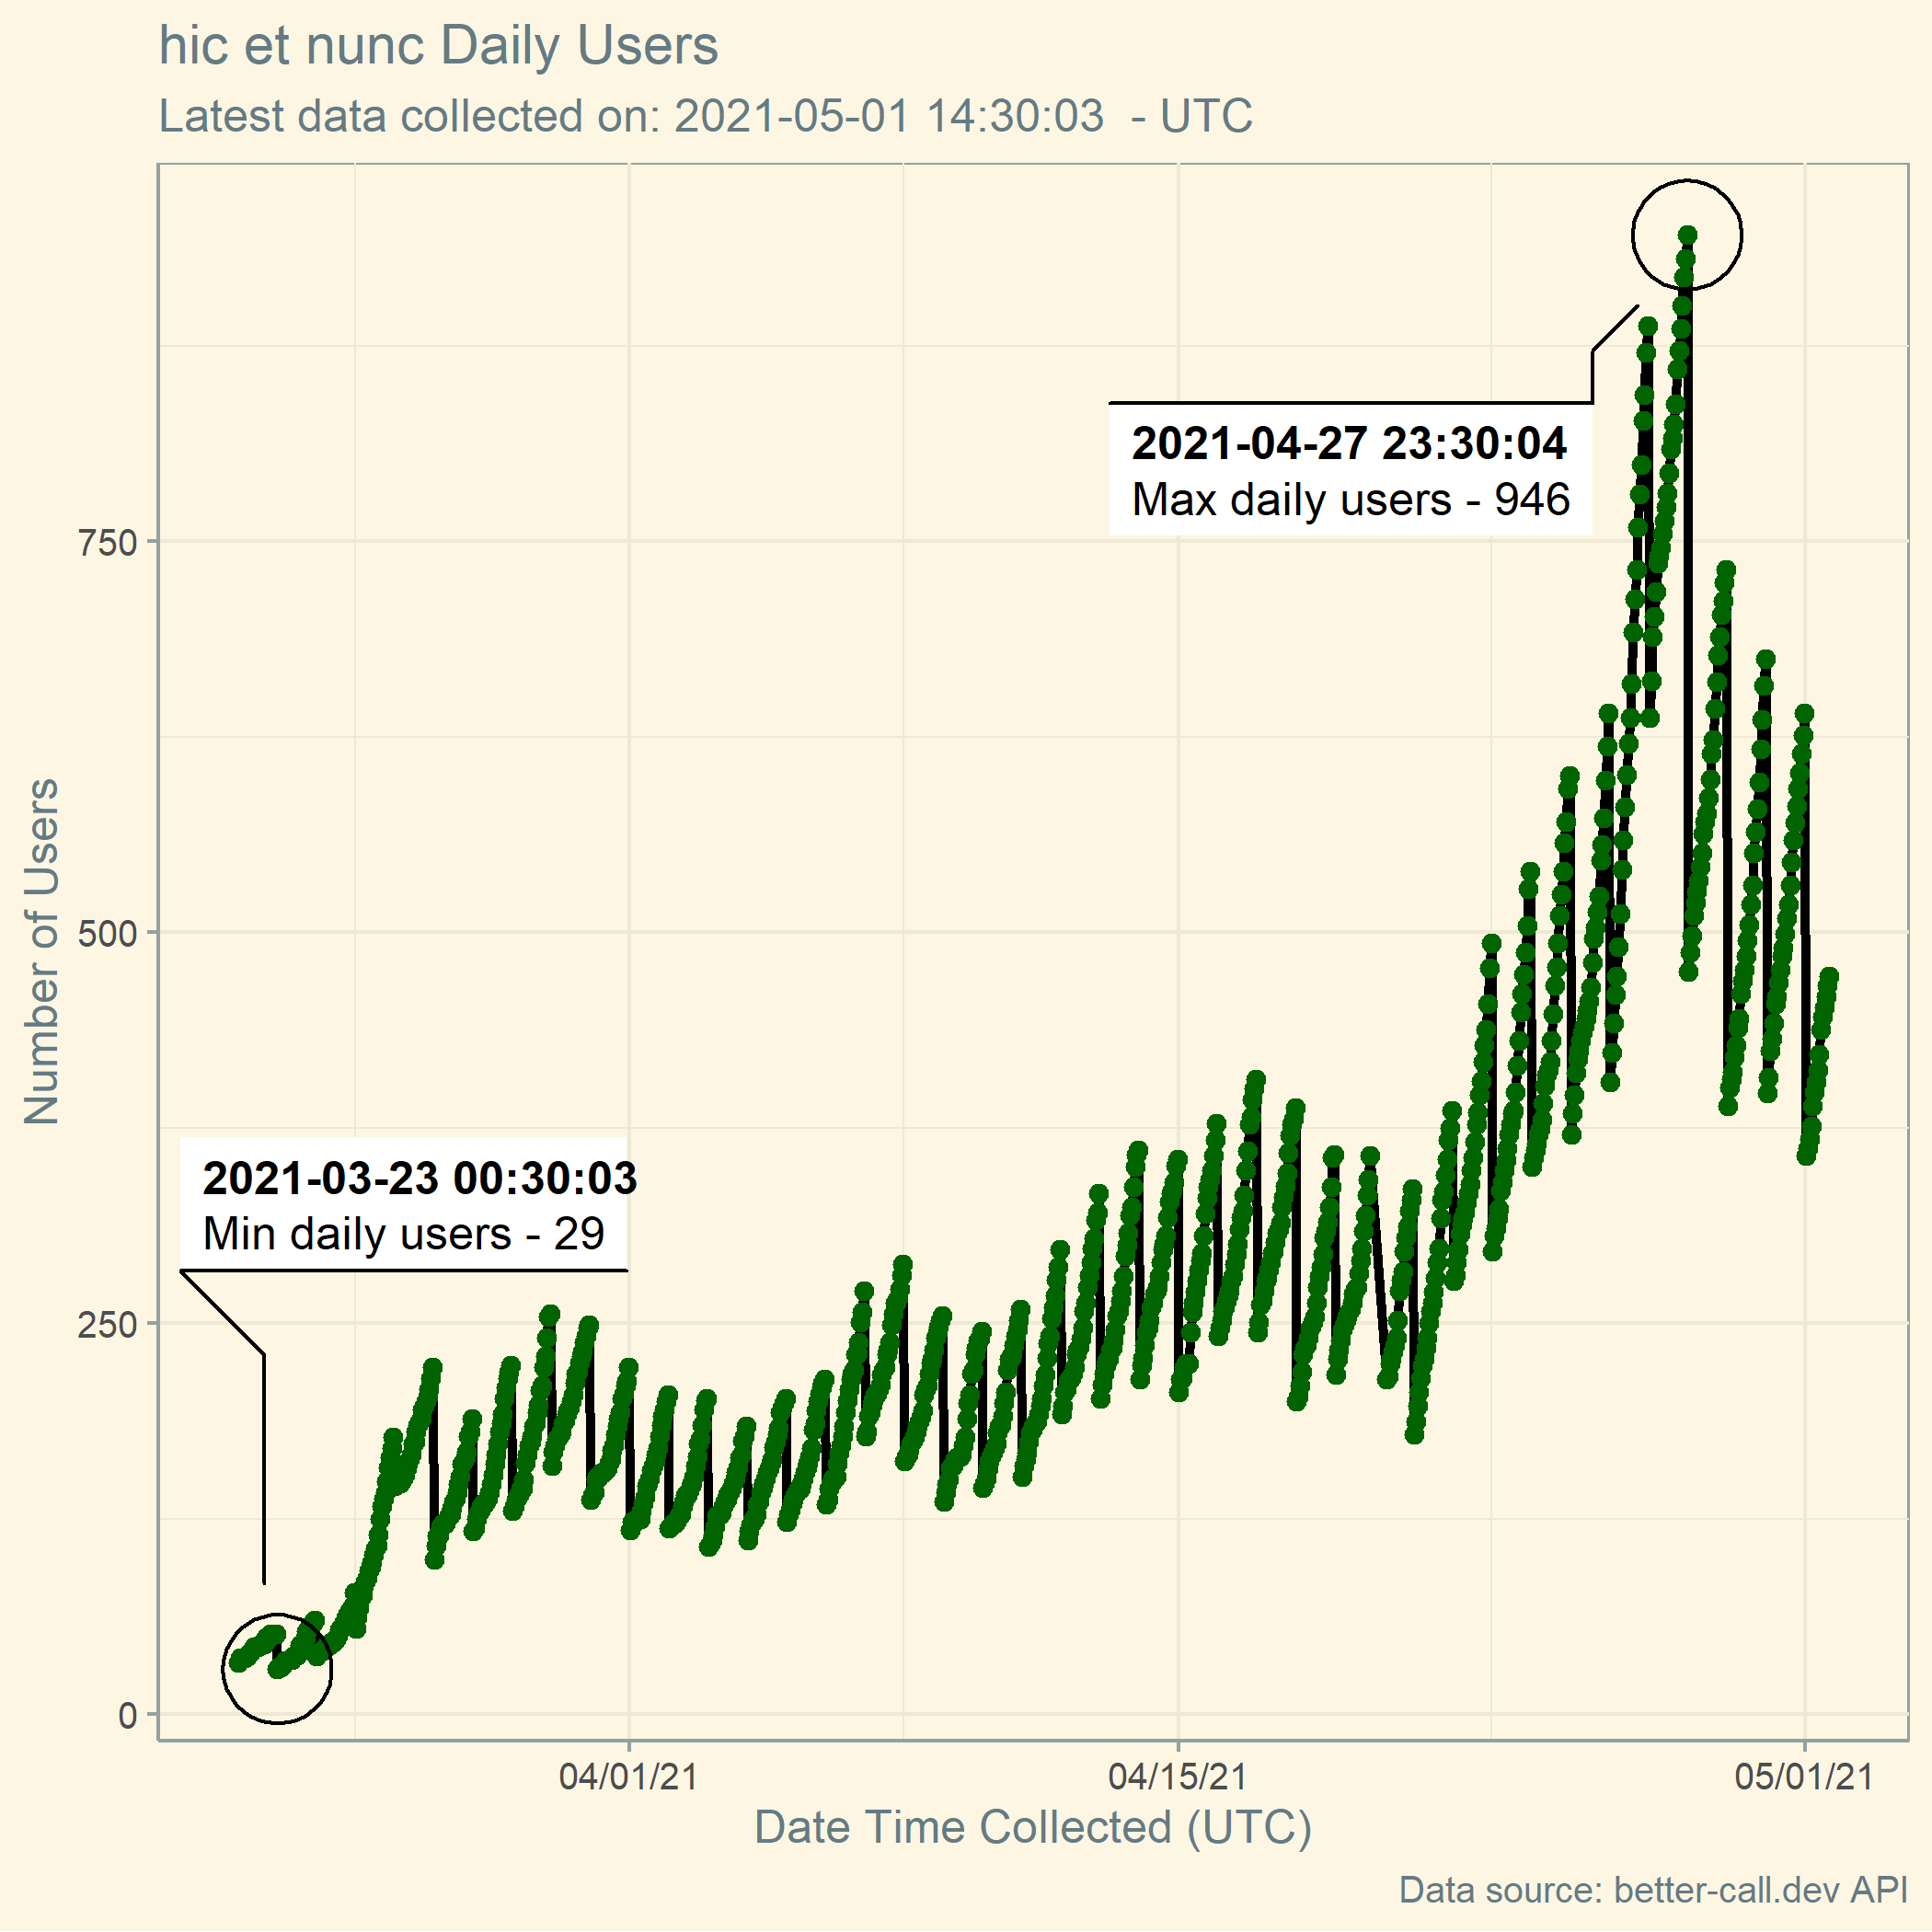 hic et nunc Daily Users
Latest data collected on: 2021-05-01 14:30:03  - UTC
2021-04-27 23:30:04
Max daily users - 946
750
500
Number of Users
2021-03-23 00:30:03
Min daily users - 29
250
0
04/01/21
04/15/21
05/01/21
Date Time Collected (UTC)
Data source: better-call.dev API